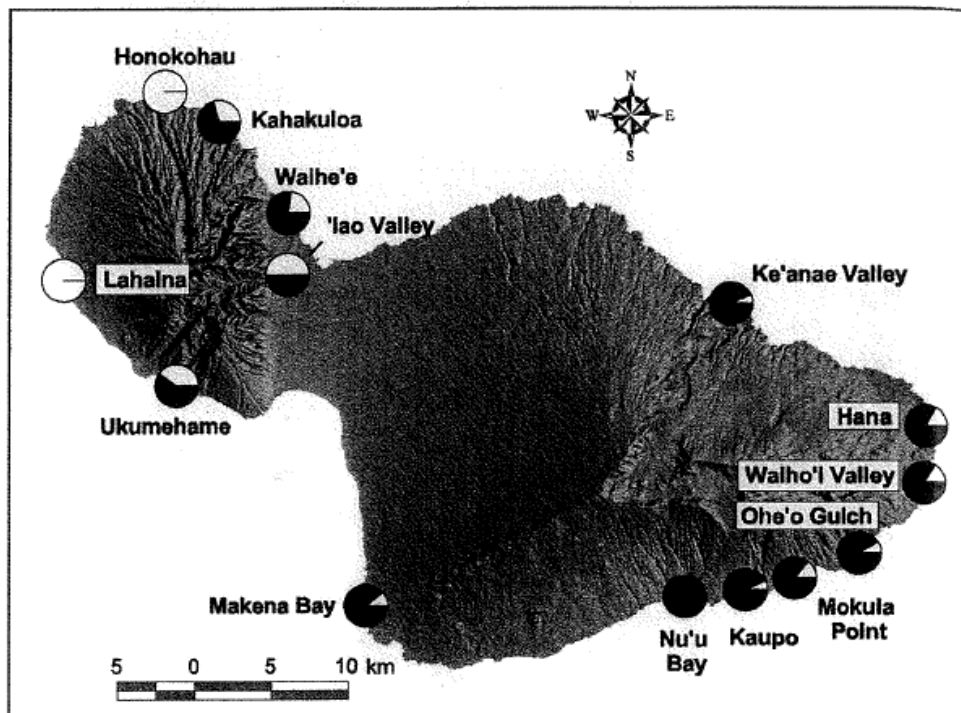 Honokohau
Kahakuloa
Waihe'e
'Iao Valley
Lahaina
Ukumehame
N
W E
S
Ke'anae Valley
Hana
Waiho'i Valley
Ohe'o Gulch
Makena Bay
Nu'u
Bay
Kaupo
Mokula
Point
5 0 5 10 km